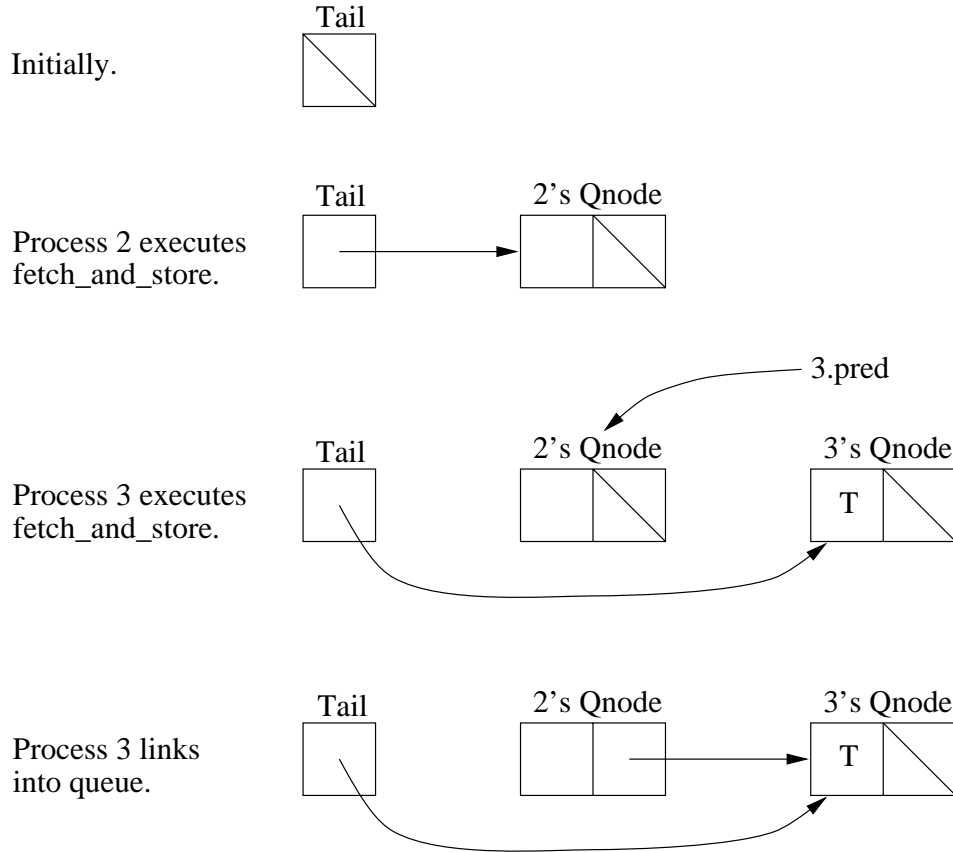 Tail
Initially.
Tail
2's Qnode
Process 2 executes
fetch_and_store.
3.pred
Tail
2's Qnode
3's Qnode
Process 3 executes
fetch_and_store.
T
Tail
2's Qnode
3's Qnode
Process 3 links
into queue.
T